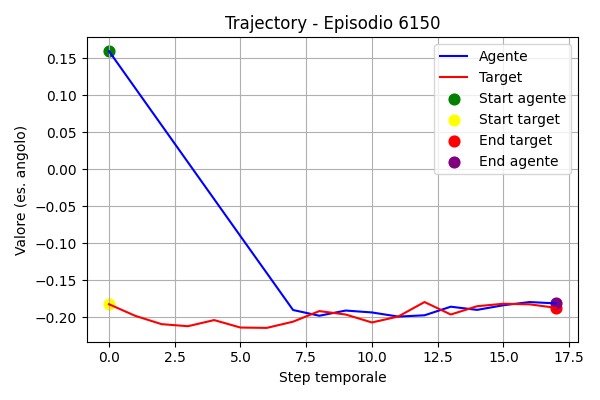 Trajectory - Episodio 6150
Agente
Target
Start agente
Start target
End target
End agente
Valore (es. angolo)
0.15
0.10
0.05
0.00
−0.05
−0.10
−0.15
−0.20
0.0 2.5 5.0 7.5 10.0 12.5 15.0 17.5
Step temporale